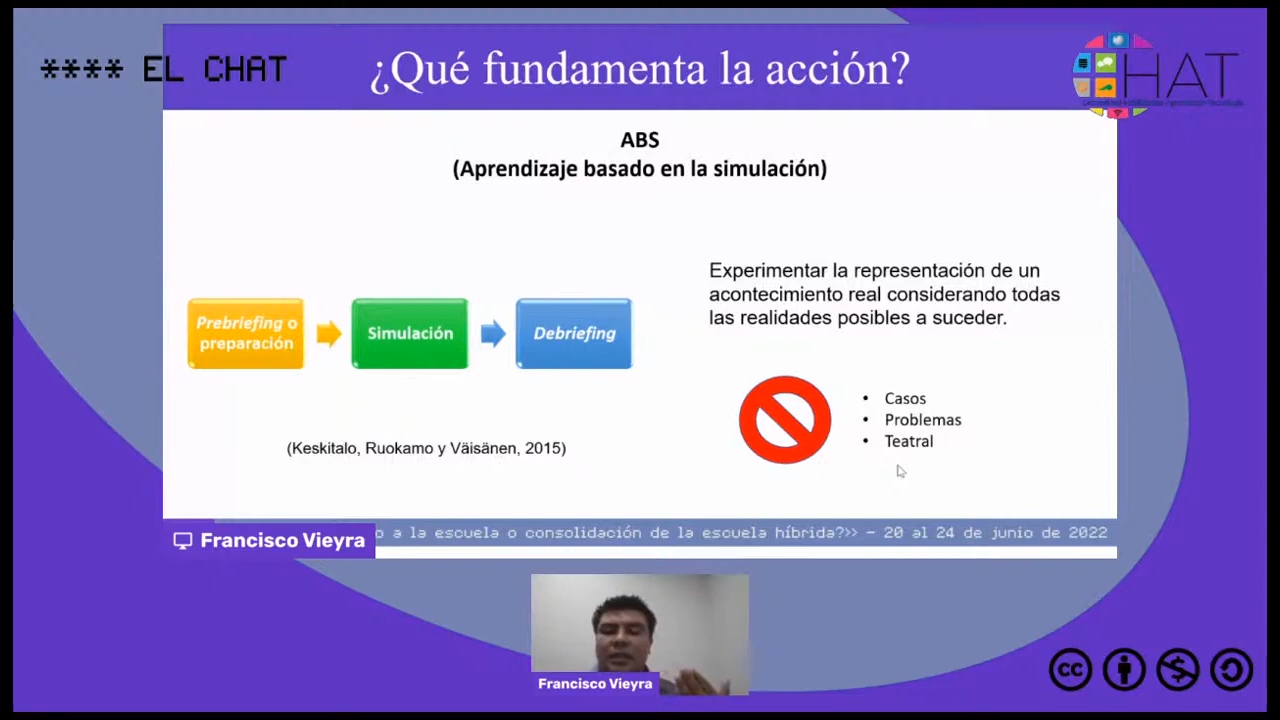 **** EL CHAT
¿Qué fundamenta la acción?
HAT
ABS
(Aprendizaje basado en la simulación)
Experimentar la representación de un
acontecimiento real considerando todas
las realidades posibles a suceder.
Prebriefing o
preparación
Simulación
Debriefing
• Casos
• Problemas
• Teatral
(Keskitalo, Ruokamo y Väisänen, 2015)
o a la escuela o consolidación de la escuela híbrida?>> - 20 al 24 de junio de 2022
Francisco Vieyra
Francisco Vieyra
cc